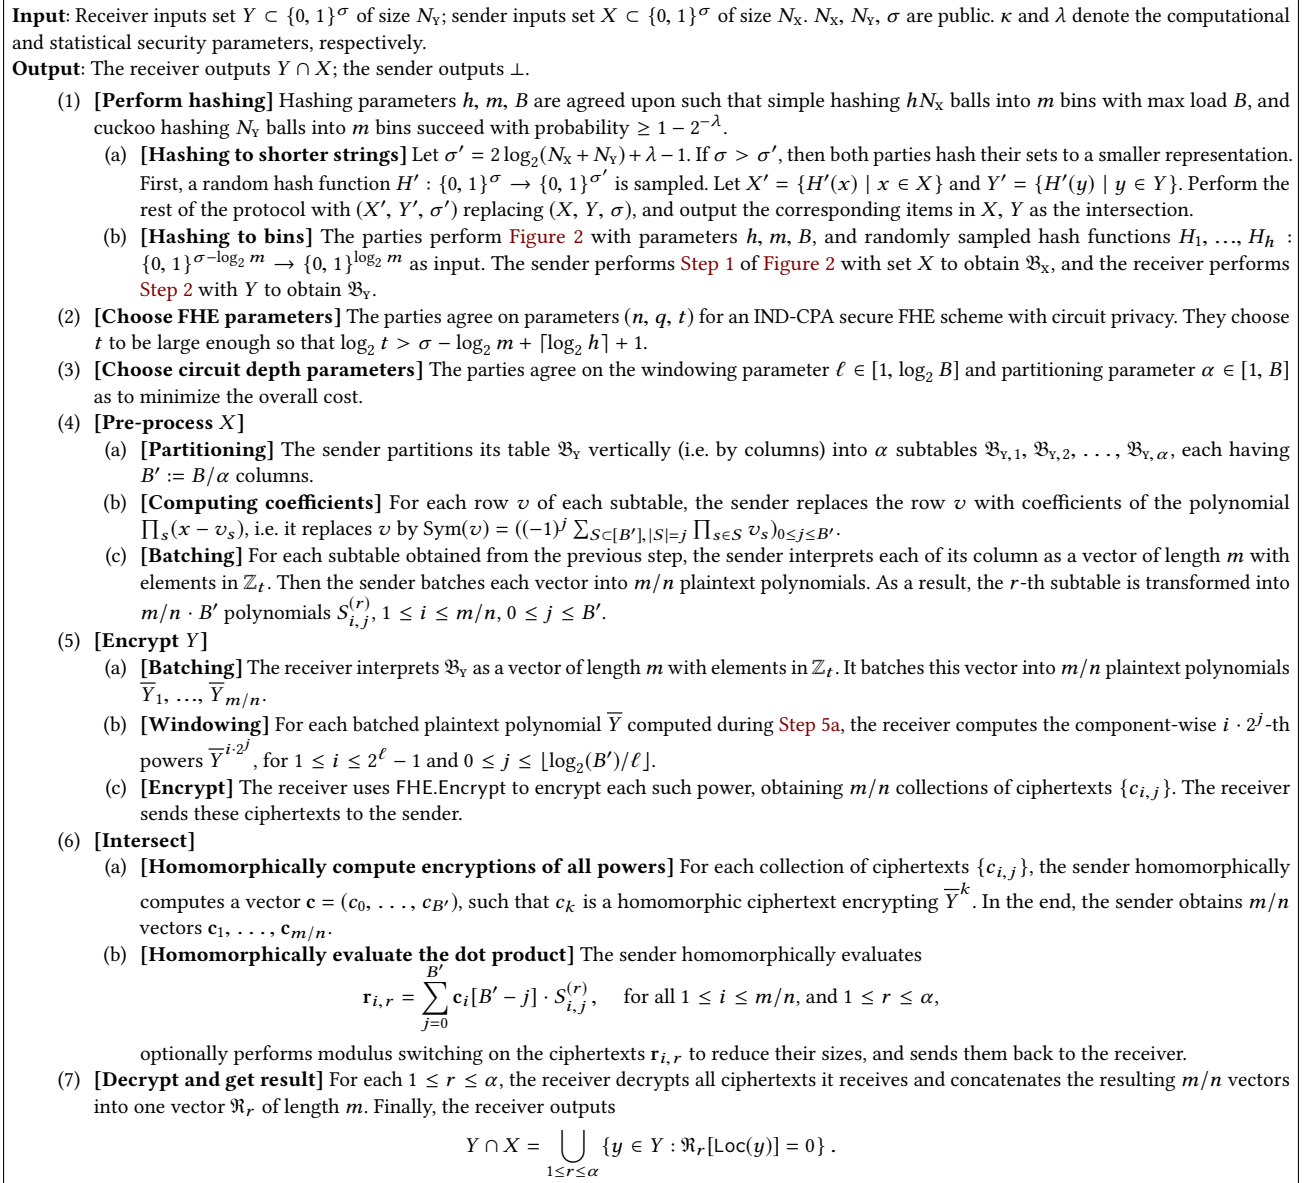 Input: Receiver inputs set Y ⊂ {0, 1}^σ of size N_Y; sender inputs set X ⊂ {0, 1}^σ of size N_X. N_X, N_Y, σ are public. κ and λ denote the computational
and statistical security parameters, respectively.
Output: The receiver outputs Y ∩ X; the sender outputs ⊥.
(1) [Perform hashing] Hashing parameters h, m, B are agreed upon such that simple hashing hN_X balls into m bins with max load B, and
cuckoo hashing N_Y balls into m bins succeed with probability ≥ 1 − 2^{−λ}.
(a) [Hashing to shorter strings] Let σ′ = 2 log₂(N_X + N_Y) + λ − 1. If σ > σ′, then both parties hash their sets to a smaller representation.
First, a random hash function H′ : {0, 1}^σ → {0, 1}^{σ′} is sampled. Let X′ = {H′(x) | x ∈ X} and Y′ = {H′(y) | y ∈ Y}. Perform the
rest of the protocol with (X′, Y′, σ′) replacing (X, Y, σ), and output the corresponding items in X, Y as the intersection.
(b) [Hashing to bins] The parties perform Figure 2 with parameters h, m, B, and randomly sampled hash functions H₁, …, H_h :
{0, 1}^{σ−log₂ m} → {0, 1}^{log₂ m} as input. The sender performs Step 1 of Figure 2 with set X to obtain 𝔅_X, and the receiver performs
Step 2 with Y to obtain 𝔅_Y.
(2) [Choose FHE parameters] The parties agree on parameters (n, q, t) for an IND-CPA secure FHE scheme with circuit privacy. They choose
t to be large enough so that log₂ t > σ − log₂ m + ⌈log₂ h⌉ + 1.
(3) [Choose circuit depth parameters] The parties agree on the windowing parameter ℓ ∈ [1, log₂ B] and partitioning parameter α ∈ [1, B]
as to minimize the overall cost.
(4) [Pre-process X]
(a) [Partitioning] The sender partitions its table 𝔅_Y vertically (i.e. by columns) into α subtables 𝔅_{Y,1}, 𝔅_{Y,2}, . . . , 𝔅_{Y,α}, each having
B′ := B/α columns.
(b) [Computing coefficients] For each row v of each subtable, the sender replaces the row v with coefficients of the polynomial
∏_s(x − v_s), i.e. it replaces v by Sym(v) = ((−1)^j ∑_{S⊂[B′],|S|=j} ∏_{s∈S} v_s)_{0≤j≤B′}.
(c) [Batching] For each subtable obtained from the previous step, the sender interprets each of its column as a vector of length m with
elements in ℤ_t. Then the sender batches each vector into m/n plaintext polynomials. As a result, the r-th subtable is transformed into
m/n · B′ polynomials S_{i,j}^{(r)}, 1 ≤ i ≤ m/n, 0 ≤ j ≤ B′.
(5) [Encrypt Y]
(a) [Batching] The receiver interprets 𝔅_Y as a vector of length m with elements in ℤ_t. It batches this vector into m/n plaintext polynomials
Y̅₁, …, Y̅_{m/n}.
(b) [Windowing] For each batched plaintext polynomial Y̅ computed during Step 5a, the receiver computes the component-wise i · 2^j-th
powers Y̅^{i·2^j}, for 1 ≤ i ≤ 2^ℓ − 1 and 0 ≤ j ≤ ⌊log₂(B′)/ℓ⌋.
(c) [Encrypt] The receiver uses FHE.Encrypt to encrypt each such power, obtaining m/n collections of ciphertexts {c_{i,j}}. The receiver
sends these ciphertexts to the sender.
(6) [Intersect]
(a) [Homomorphically compute encryptions of all powers] For each collection of ciphertexts {c_{i,j}}, the sender homomorphically
computes a vector c = (c₀, . . . , c_{B′}), such that c_k is a homomorphic ciphertext encrypting Y̅^k. In the end, the sender obtains m/n
vectors c₁, . . . , c_{m/n}.
(b) [Homomorphically evaluate the dot product] The sender homomorphically evaluates
r_{i,r} = ∑_{j=0}^{B′} c_i[B′ − j] · S_{i,j}^{(r)}, for all 1 ≤ i ≤ m/n, and 1 ≤ r ≤ α,
optionally performs modulus switching on the ciphertexts r_{i,r} to reduce their sizes, and sends them back to the receiver.
(7) [Decrypt and get result] For each 1 ≤ r ≤ α, the receiver decrypts all ciphertexts it receives and concatenates the resulting m/n vectors
into one vector ℜ_r of length m. Finally, the receiver outputs
Y ∩ X = ⋃_{1≤r≤α} {y ∈ Y : ℜ_r[Loc(y)] = 0} .